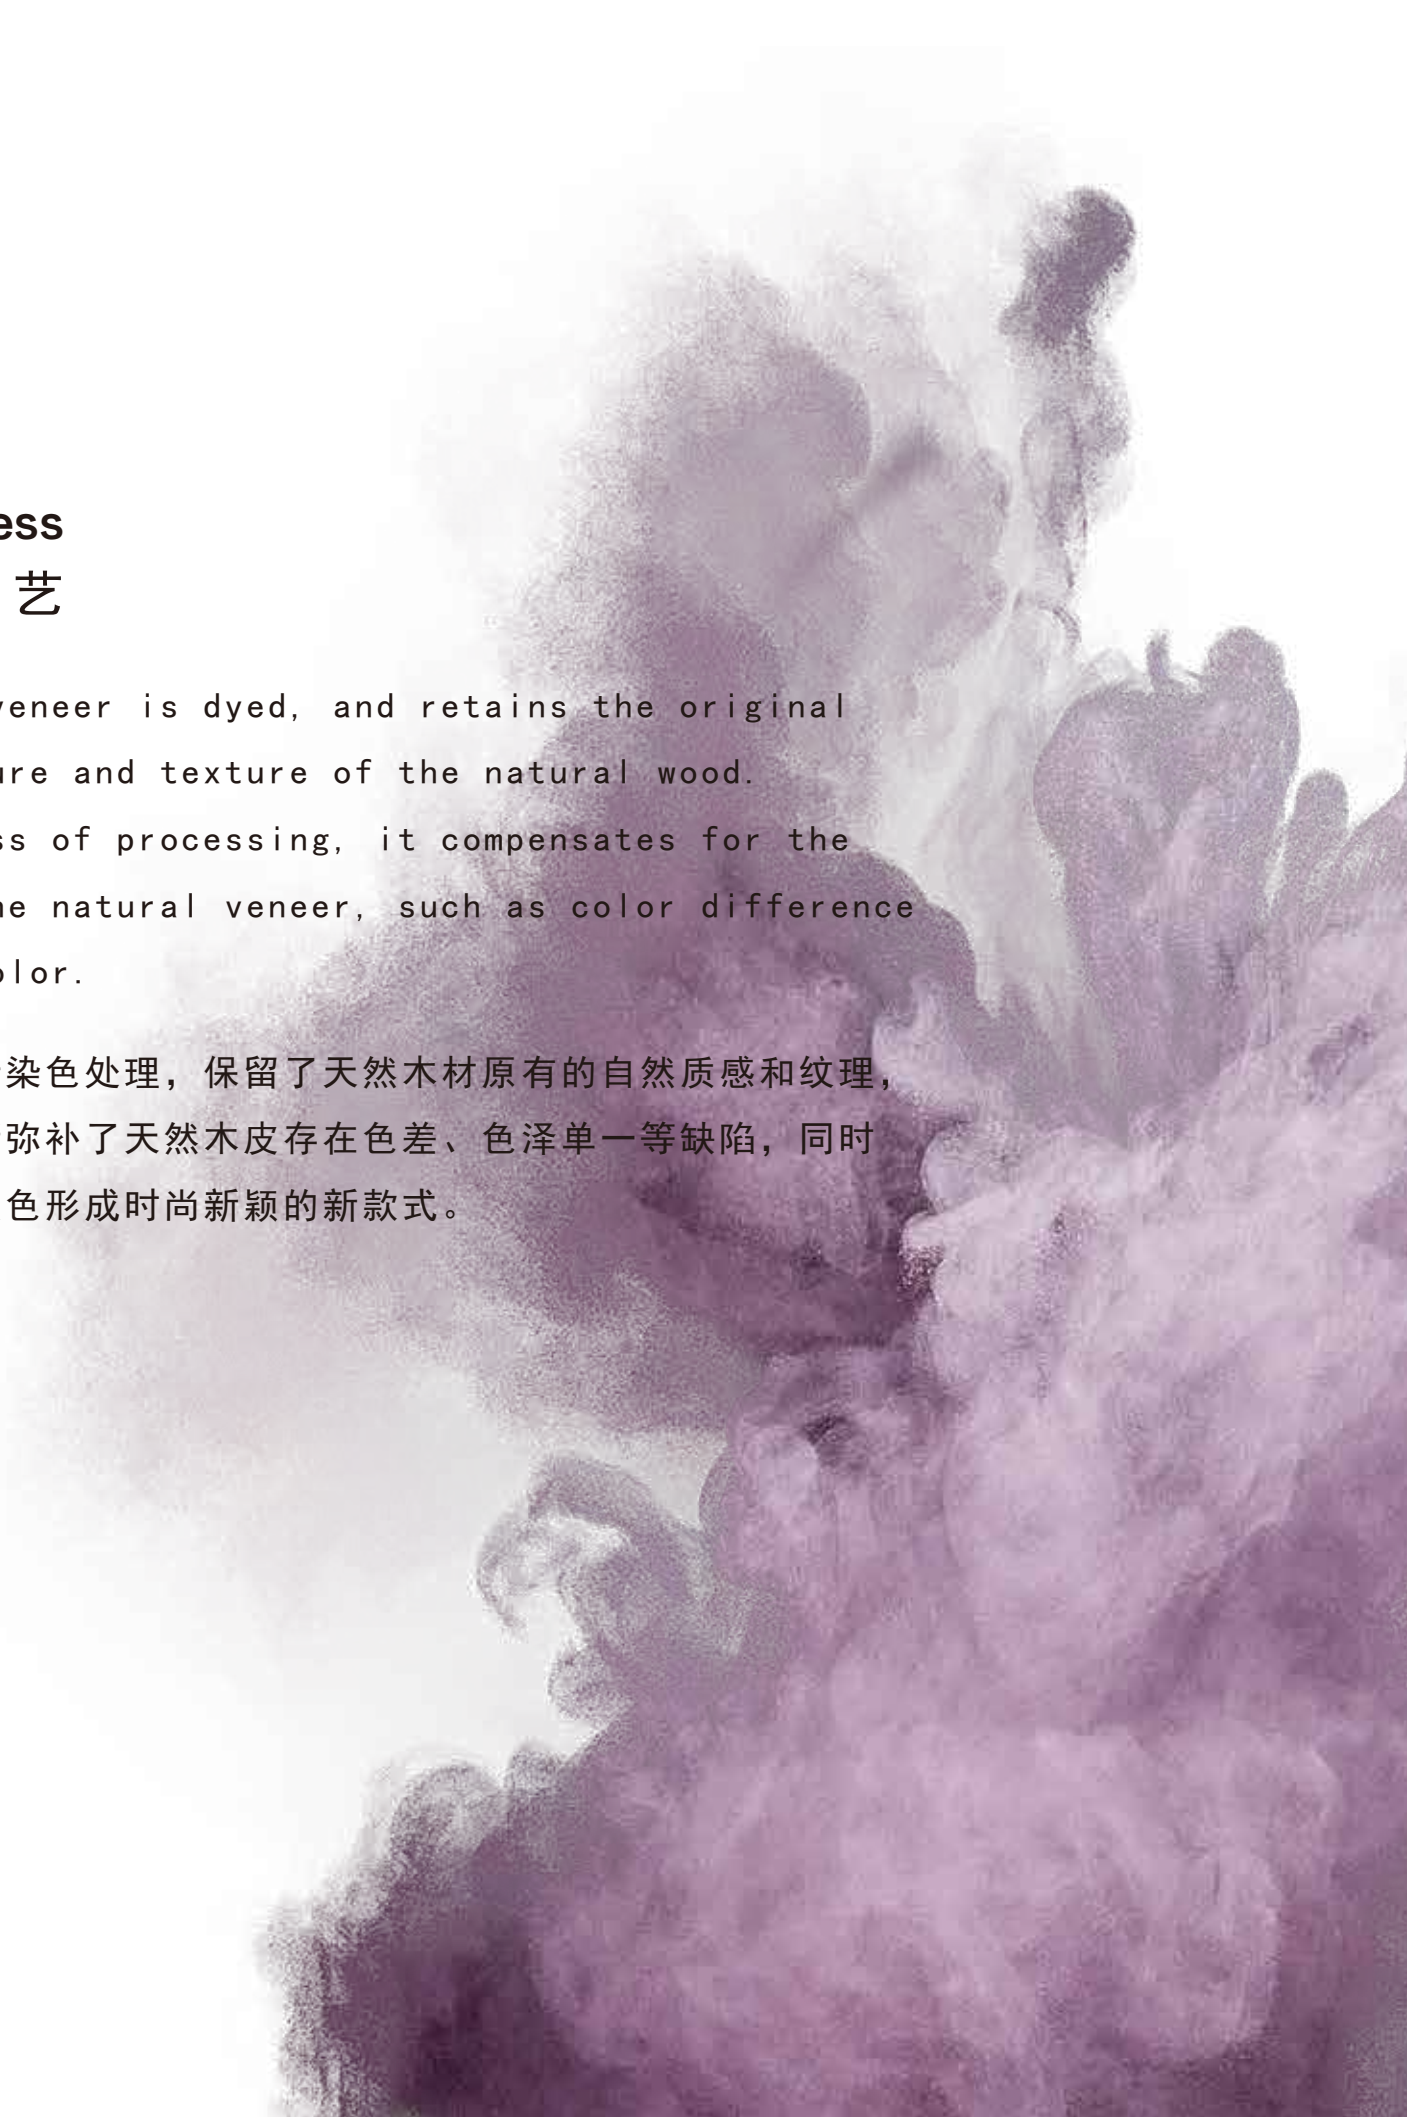 ess
艺
veneer is dyed, and retains the original
ure and texture of the natural wood.
ss of processing, it compensates for the
ne natural veneer, such as color difference
olor.
染色处理，保留了天然木材原有的自然质感和纹理，
弥补了天然木皮存在色差、色泽单一等缺陷，同时
色形成时尚新颖的新款式。